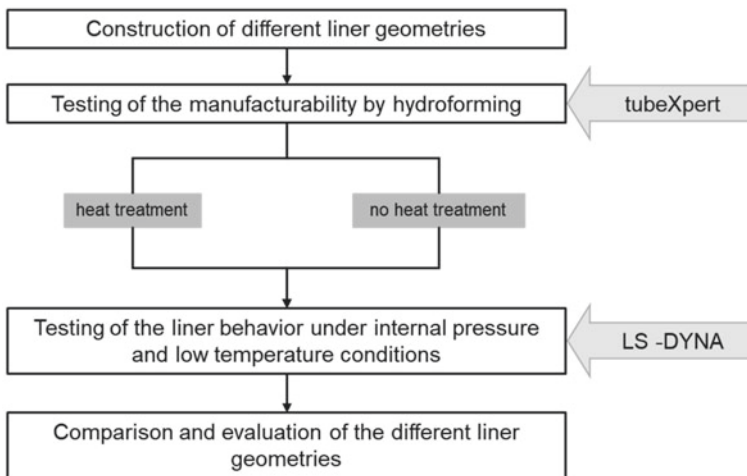 Construction of different liner geometries
Testing of the manufacturability by hydroforming
tubeXpert
heat treatment
no heat treatment
Testing of the liner behavior under internal pressure
and low temperature conditions
LS -DYNA
Comparison and evaluation of the different liner
geometries